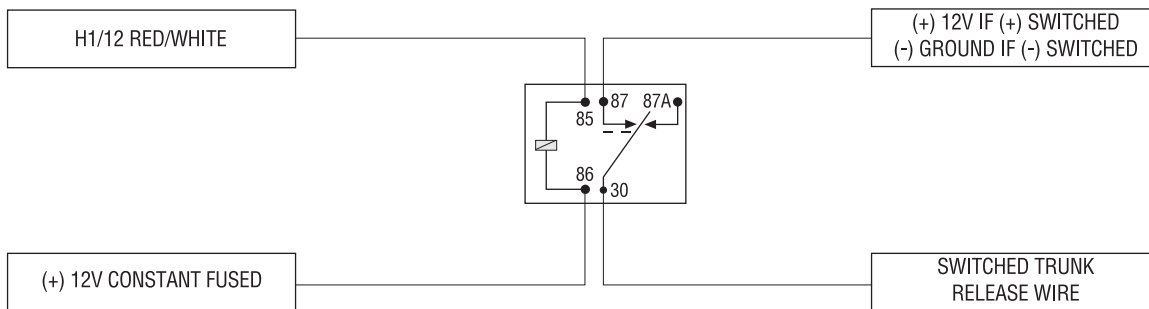 H1/12 RED/WHITE
(+) 12V IF (+) SWITCHED
(-) GROUND IF (-) SWITCHED
87 87A
85
86
30
(+) 12V CONSTANT FUSED
SWITCHED TRUNK
RELEASE WIRE